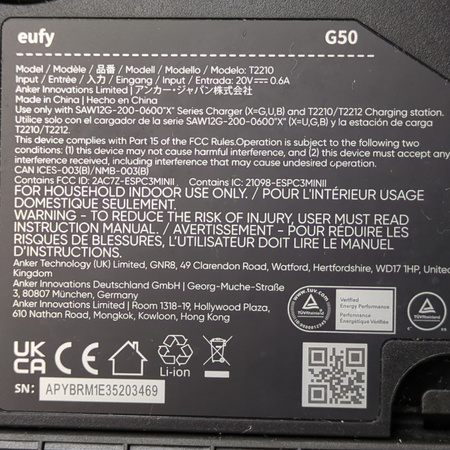 eufy G50
Model / Modèle / 品番 / Modell / Modello / Modelo: T2210
Input / Entrée / 入力 / Eingang / Input / Entrada: 20V⎓0.6A
Anker Innovations Limited | アンカー・ジャパン株式会社
Made in China | Hecho en China
Use only with SAW12G-200-0600"X" Series Charger (X=G,U,B) and T2210/T2212 Charging station.
Utilice solo con el cargador de la serie SAW12G-200-0600"X" (X=G,U,B) y la estación de carga
T2210/T2212.
This device complies with Part 15 of the FCC Rules.Operation is subject to the following two
conditions: (1) this device may not cause harmful interference, and (2) this device must accept any
interference received, including interference that may cause undesired operation.
CAN ICES-003(B)/NMB-003(B)
Contains FCC ID: 2AC7Z-ESPC3MINI1 Contains IC: 21098-ESPC3MINI1
FOR HOUSEHOLD INDOOR USE ONLY. / POUR L'INTÉRIEUR USAGE
DOMESTIQUE SEULEMENT.
WARNING - TO REDUCE THE RISK OF INJURY, USER MUST READ
INSTRUCTION MANUAL. / AVERTISSEMENT - POUR RÉDUIRE LES
RISQUES DE BLESSURES, L'UTILISATEUR DOIT LIRE LE MANUEL
D'INSTRUCTIONS.
Anker Technology (UK) Limited, GNR8, 49 Clarendon Road, Watford, Hertfordshire, WD17 1HP, United
Kingdom
Anker Innovations Deutschland GmbH | Georg-Muche-Straße
3, 80807 München, Germany
Anker Innovations Limited | Room 1318-19, Hollywood Plaza,
610 Nathan Road, Mongkok, Kowloon, Hong Kong
www.tuv.com
TÜVRheinland
Verified
Energy Performance
Performance
Énergétique Vérifiée
TÜVRheinland
UK
CA CE Li-ion
SN: APYBRM1E35203469